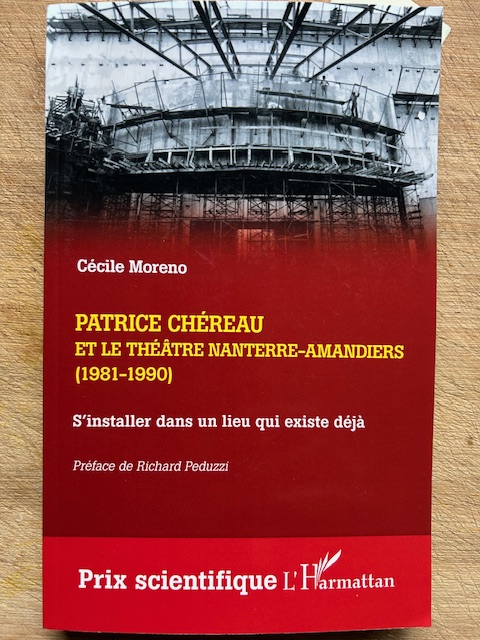 Cécile Moreno
PATRICE CHÉREAU
ET LE THÉÂTRE NANTERRE–AMANDIERS
(1981–1990)
S'installer dans un lieu qui existe déjà
Préface de Richard Peduzzi
Prix scientifique L'Harmattan